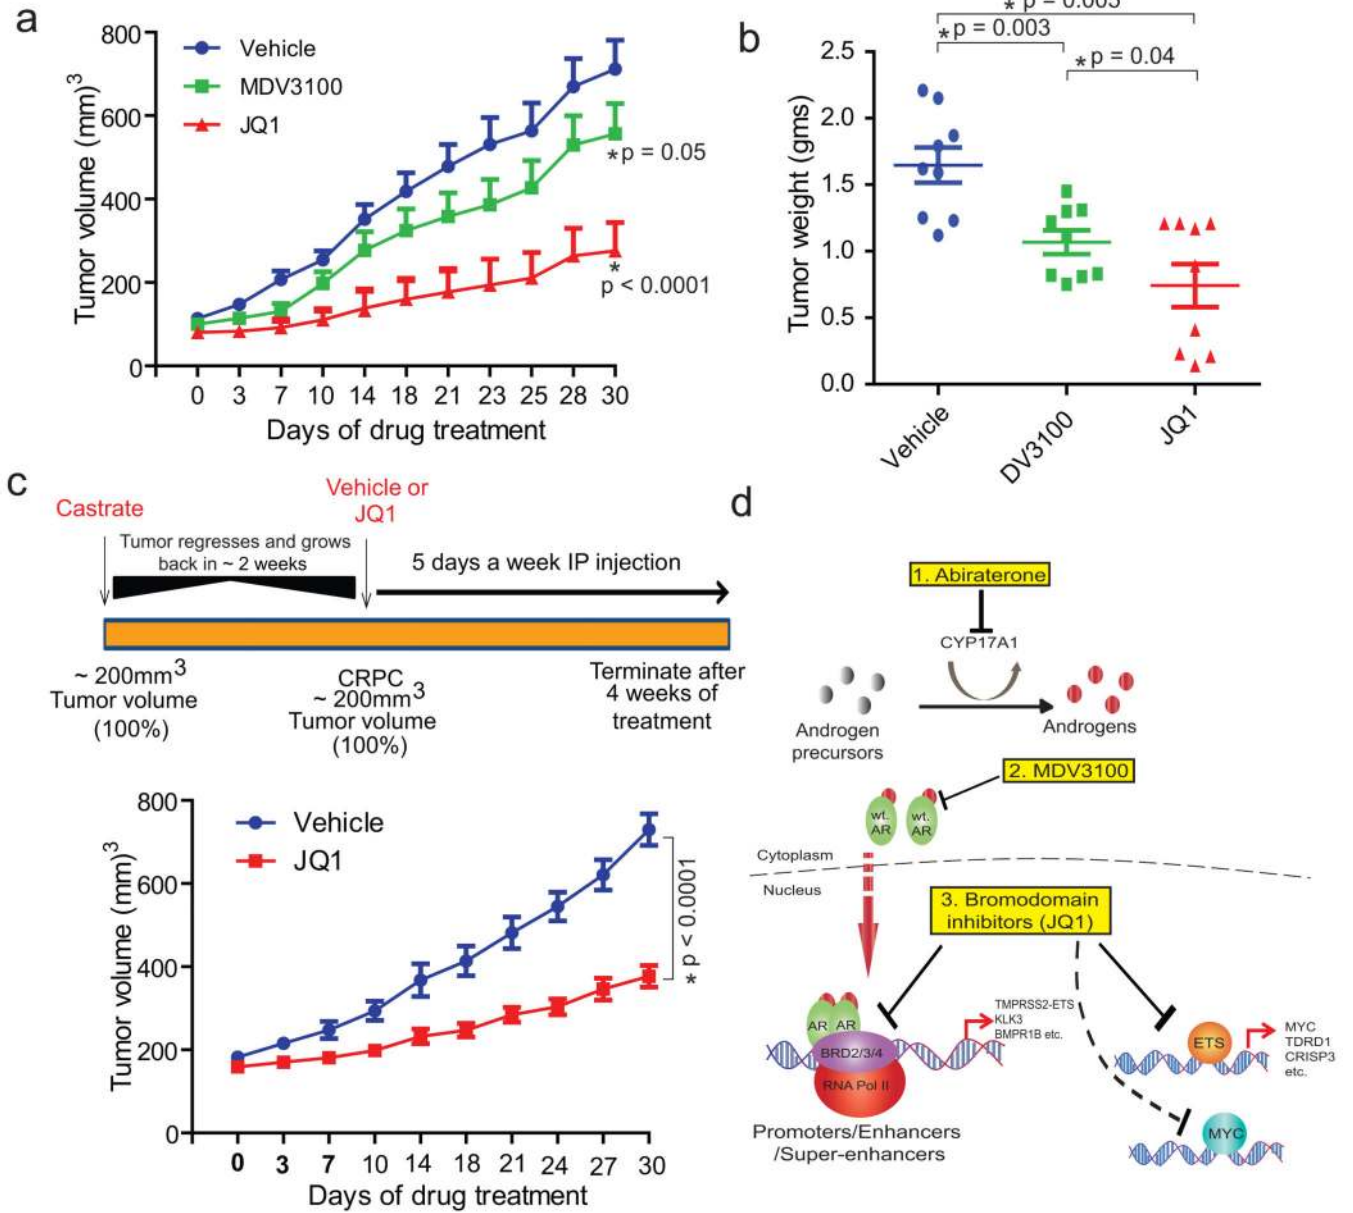 a
Tumor volume (mm)3
800
600
400
200
0
Vehicle
MDV3100
JQ1
*p = 0.05
*
p < 0.0001
0 3 7 10 14 18 21 23 25 28 30
Days of drug treatment
b
*p = 0.003
*p = 0.04
Tumor weight (gms)
2.5
2.0
1.5
1.0
0.5
0.0
Vehicle
DV3100
JQ1
c
Castrate
Vehicle or
JQ1
Tumor regresses and grows
back in ~ 2 weeks
5 days a week IP injection
~ 200mm3
Tumor volume
(100%)
CRPC
~ 200mm3
Tumor volume
(100%)
Terminate after
4 weeks of
treatment
Tumor volume (mm)3
800
600
400
200
0
Vehicle
JQ1
* p < 0.0001
0 3 7 10 14 18 21 24 27 30
Days of drug treatment
d
1. Abiraterone
CYP17A1
Androgen
precursors
Androgens
2. MDV3100
wt.
AR
wt.
AR
Cytoplasm
Nucleus
3. Bromodomain
inhibitors (JQ1)
AR AR
BRD2/3/4
RNA Pol II
TMPRSS2-ETS
KLK3
BMPR1B etc.
Promoters/Enhancers
/Super-enhancers
ETS
MYC
TDRD1
CRISP3
etc.
MYC